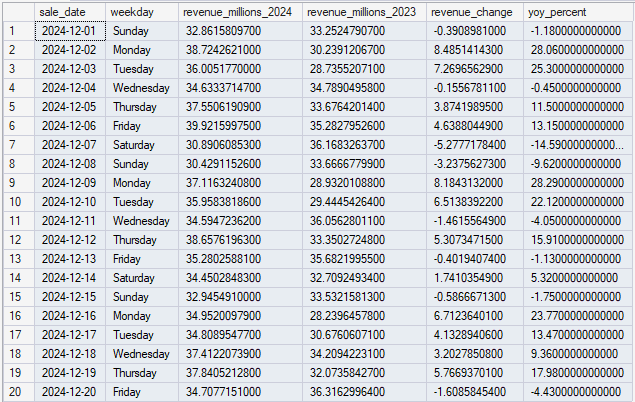 sale_date weekday revenue_millions_2024 revenue_millions_2023 revenue_change yoy_percent
1 2024-12-01 Sunday 32.8615809700 33.2524790700 -0.3908981000 -1.1800000000000
2 2024-12-02 Monday 38.7242621000 30.2391206700 8.4851414300 28.0600000000000
3 2024-12-03 Tuesday 36.0051770000 28.7355207100 7.2696562900 25.3000000000000
4 2024-12-04 Wednesday 34.6333714700 34.7890495800 -0.1556781100 -0.4500000000000
5 2024-12-05 Thursday 37.5506190900 33.6764201400 3.8741989500 11.5000000000000
6 2024-12-06 Friday 39.9215997500 35.2827952600 4.6388044900 13.1500000000000
7 2024-12-07 Saturday 30.8906085300 36.1683263700 -5.2777178400 -14.590000000000...
8 2024-12-08 Sunday 30.4291152600 33.6666779900 -3.2375627300 -9.6200000000000
9 2024-12-09 Monday 37.1163240800 28.9320108800 8.1843132000 28.2900000000000
10 2024-12-10 Tuesday 35.9583818600 29.4445426400 6.5138392200 22.1200000000000
11 2024-12-11 Wednesday 34.5947236200 36.0562801100 -1.4615564900 -4.0500000000000
12 2024-12-12 Thursday 38.6576196300 33.3502724800 5.3073471500 15.9100000000000
13 2024-12-13 Friday 35.2802588100 35.6821995500 -0.4019407400 -1.1300000000000
14 2024-12-14 Saturday 34.4502848300 32.7092493400 1.7410354900 5.3200000000000
15 2024-12-15 Sunday 32.9454910000 33.5321581300 -0.5866671300 -1.7500000000000
16 2024-12-16 Monday 34.9520097900 28.2396457800 6.7123640100 23.7700000000000
17 2024-12-17 Tuesday 34.8089547700 30.6760607100 4.1328940600 13.4700000000000
18 2024-12-18 Wednesday 37.4122073900 34.2094223100 3.2027850800 9.3600000000000
19 2024-12-19 Thursday 37.8405212800 32.0735842700 5.7669370100 17.9800000000000
20 2024-12-20 Friday 34.7077151000 36.3162996400 -1.6085845400 -4.4300000000000